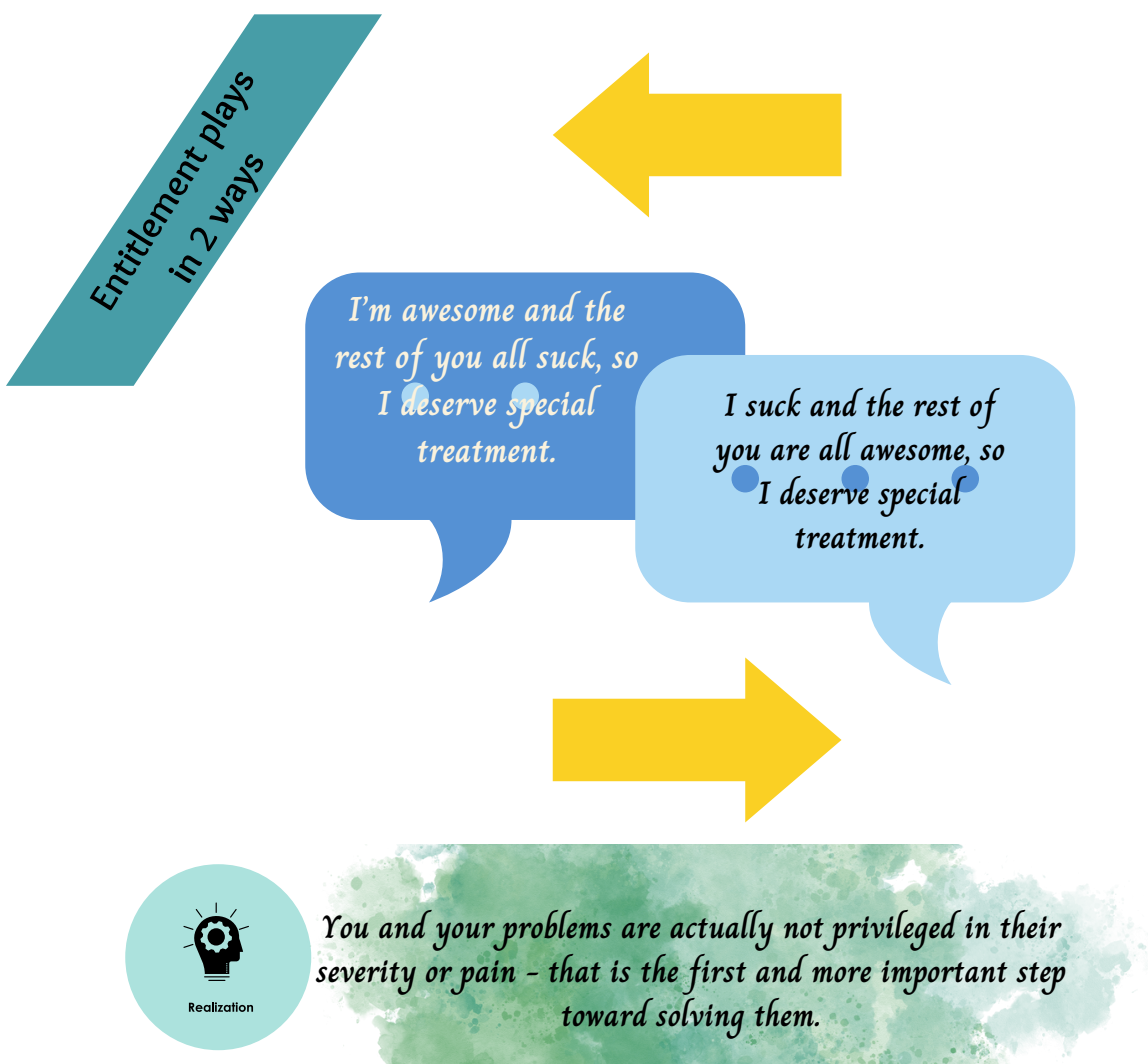 Entitlement plays
in 2 ways
I'm awesome and the
rest of you all suck, so
I deserve special
treatment.
I suck and the rest of
you are all awesome, so
I deserve special
treatment.
Realization
You and your problems are actually not privileged in their
severity or pain - that is the first and more important step
toward solving them.